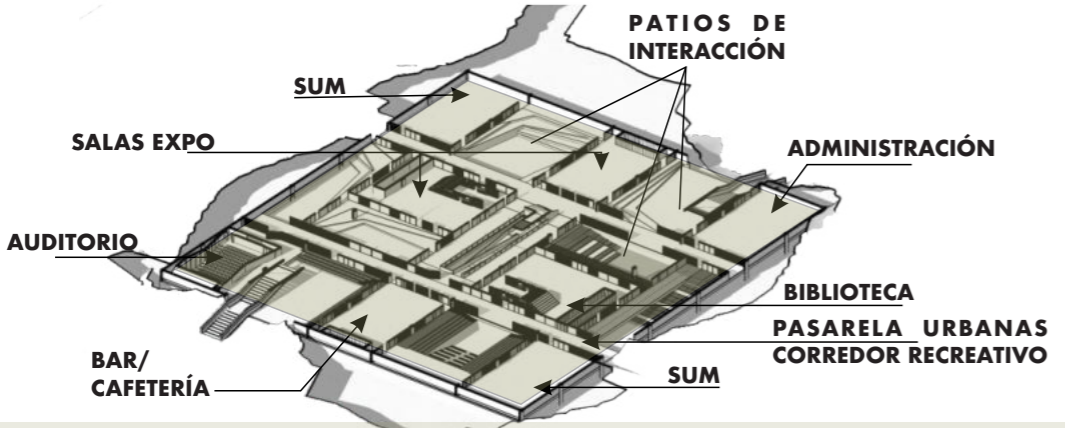 PATIOS DE
INTERACCIÓN
SUM
SALAS EXPO
ADMINISTRACIÓN
AUDITORIO
BIBLIOTECA
PASARELA URBANAS
CORREDOR RECREATIVO
BAR/
CAFETERÍA
SUM